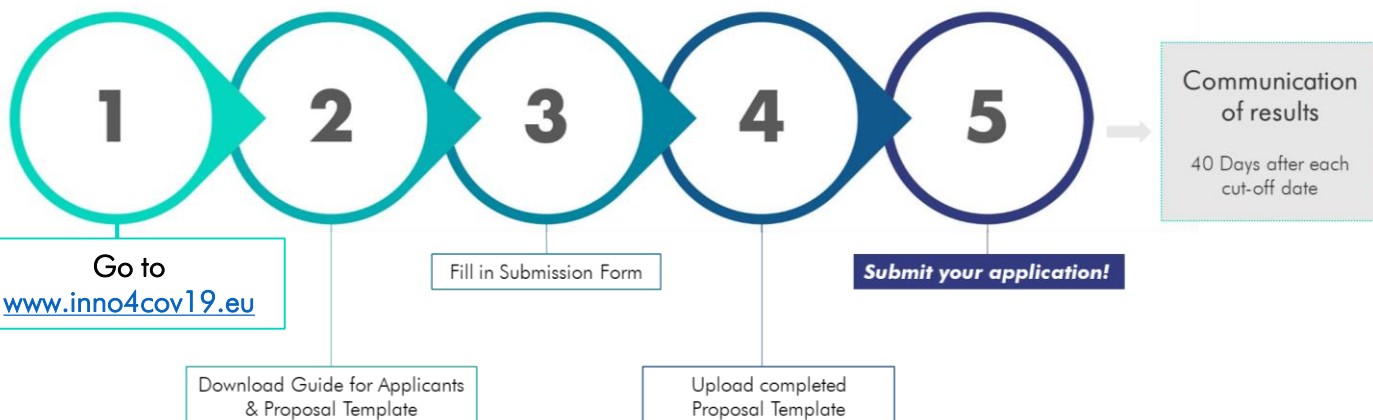 1
2
3
4
5
Go to
www.inno4cov19.eu
Download Guide for Applicants
& Proposal Template
Fill in Submission Form
Upload completed
Proposal Template
Submit your application!
Communication
of results
40 Days after each
cut-off date